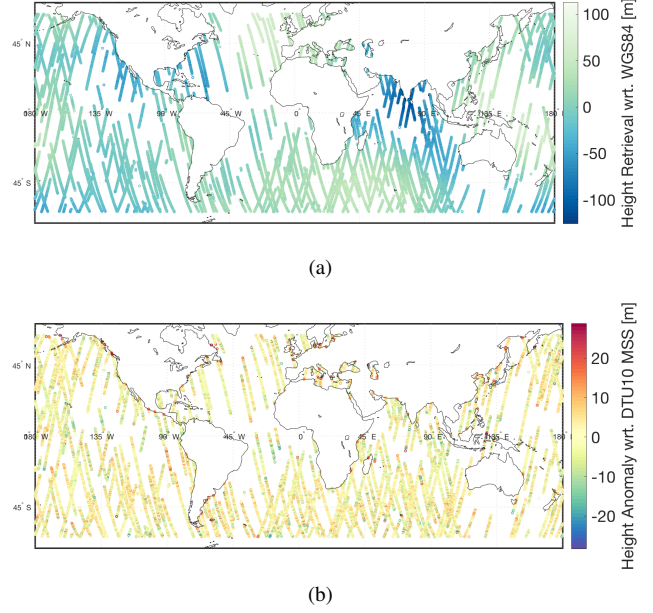 100
50
0
-50
-100
Height Retrieval wrt. WGS84 [m]
45° N
180° W
135° W
90° W
45° W
0
45° E
90° E
135° E
180
45° S
(a)
20
10
0
-10
-20
Height Anomaly wrt. DTU10 MSS [m]
45° N
180° W
135° W
90° W
45° W
0
45° E
90° E
135° E
180
45° S
(b)